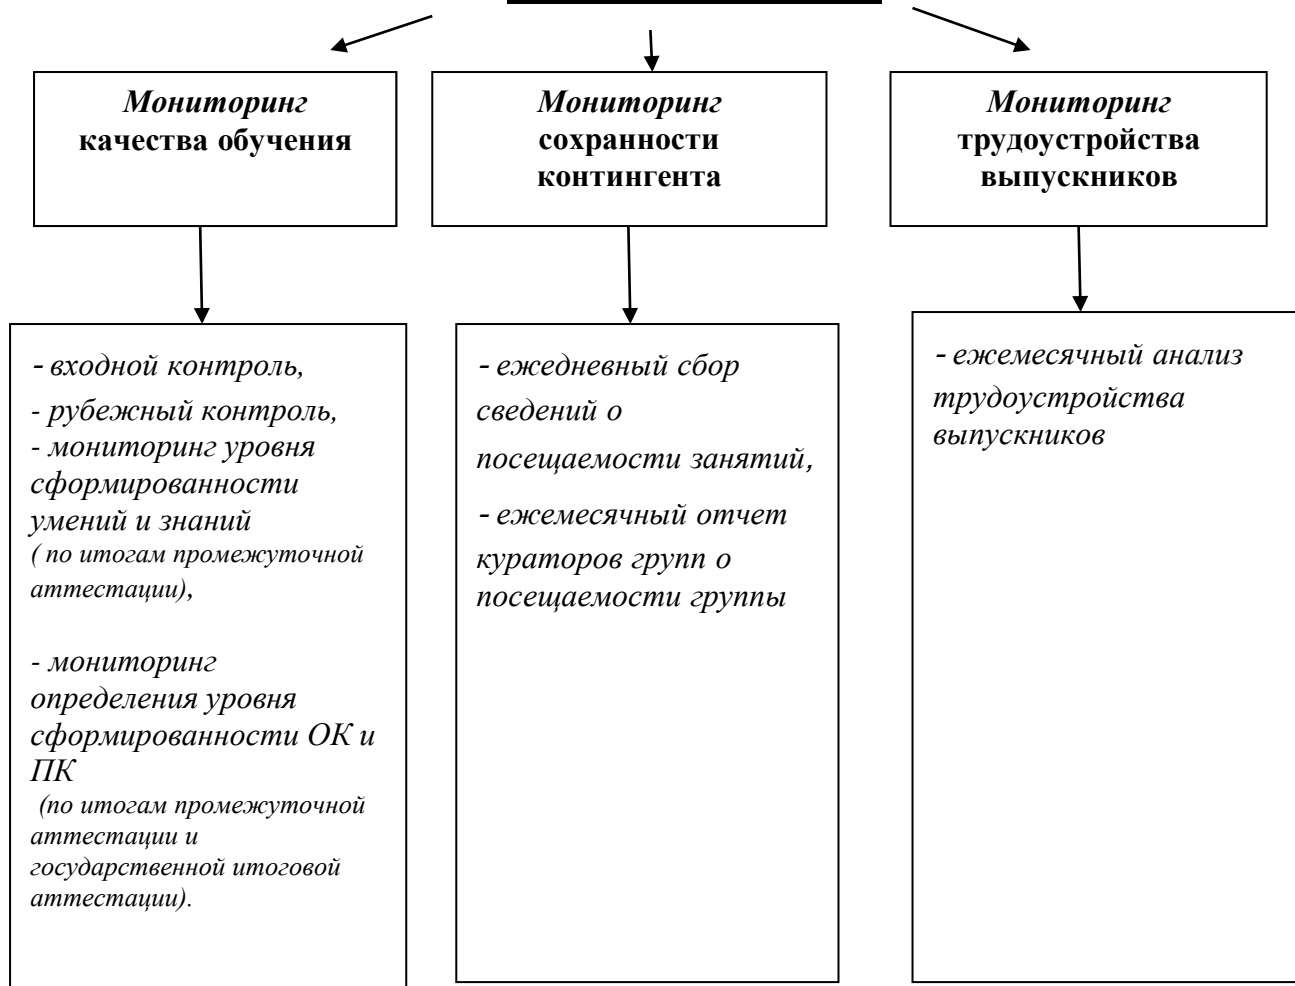 Мониторинг
качества обучения
Мониторинг
сохранности
контингента
Мониторинг
трудоустройства
выпускников
- входной контроль,
- рубежный контроль,
- мониторинг уровня
сформированности
умений и знаний
( по итогам промежуточной
аттестации),
- мониторинг
определения уровня
сформированности ОК и
ПК
(по итогам промежуточной
аттестации и
государственной итоговой
аттестации).
- ежедневный сбор
сведений о
посещаемости занятий,
- ежемесячный отчет
кураторов групп о
посещаемости группы
- ежемесячный анализ
трудоустройства
выпускников